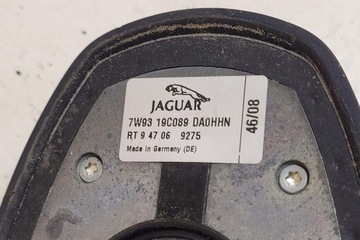 JAGUAR
7W93 19C089 DA0HHN
RT 9 47 06 9275
Made in Germany (DE)
46/08